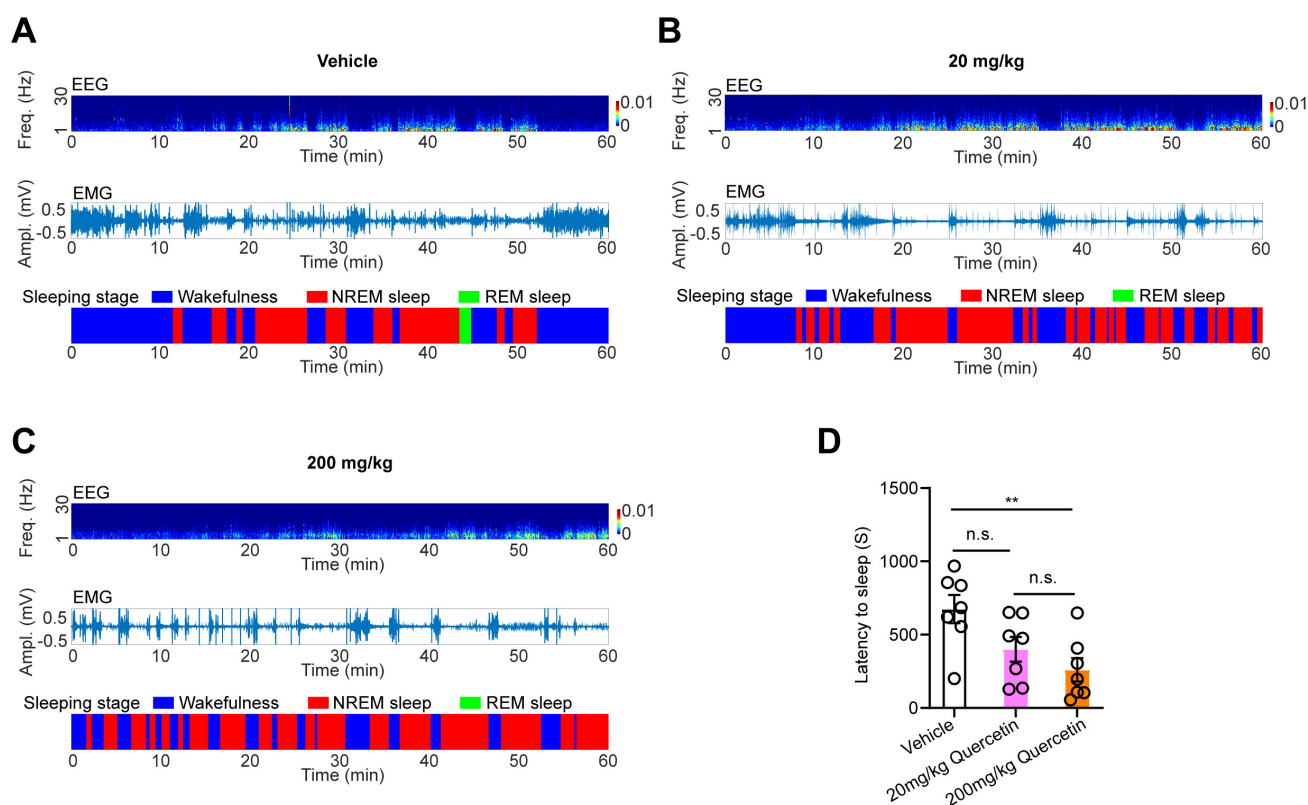 A
Vehicle
EEG
Freq. (Hz)
30
1
0.01
0
0 10 20 30 40 50 60
Time (min)
EMG
Ampl. (mV)
0.5
-0.5
0 10 20 30 40 50 60
Time (min)
Sleeping stage Wakefulness NREM sleep REM sleep
0 10 20 30 40 50 60
Time (min)
B
20 mg/kg
EEG
Freq. (Hz)
30
1
0.01
0
0 10 20 30 40 50 60
Time (min)
EMG
Ampl. (mV)
0.5
-0.5
0 10 20 30 40 50 60
Time (min)
Sleeping stage Wakefulness NREM sleep REM sleep
0 10 20 30 40 50 60
Time (min)
C
200 mg/kg
EEG
Freq. (Hz)
30
1
0.01
0
0 10 20 30 40 50 60
Time (min)
EMG
Ampl. (mV)
0.5
-0.5
0 10 20 30 40 50 60
Time (min)
Sleeping stage Wakefulness NREM sleep REM sleep
0 10 20 30 40 50 60
Time (min)
D
Latency to sleep (S)
1500
1000
500
0
**
n.s.
n.s.
Vehicle
20mg/kg Quercetin
200mg/kg Quercetin